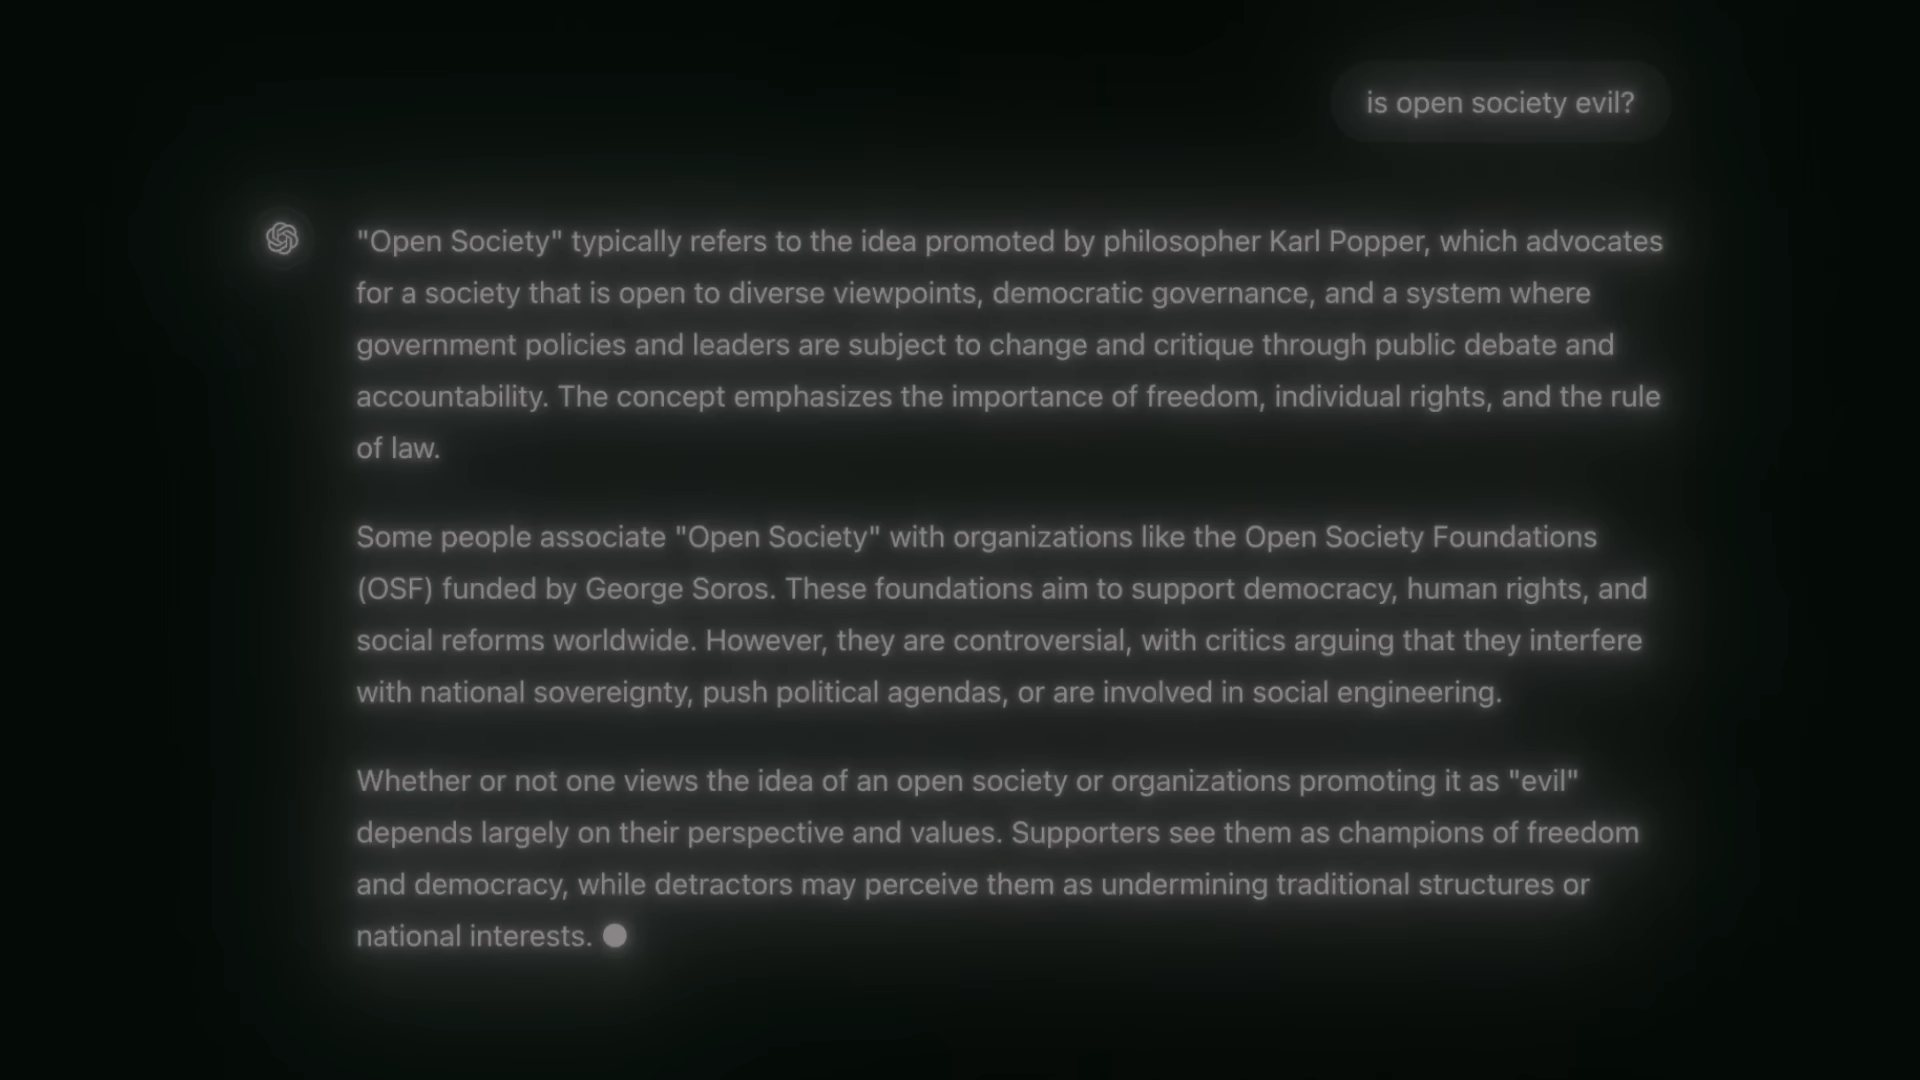 is open society evil?
"Open Society" typically refers to the idea promoted by philosopher Karl Popper, which advocates
for a society that is open to diverse viewpoints, democratic governance, and a system where
government policies and leaders are subject to change and critique through public debate and
accountability. The concept emphasizes the importance of freedom, individual rights, and the rule
of law.
Some people associate "Open Society" with organizations like the Open Society Foundations
(OSF) funded by George Soros. These foundations aim to support democracy, human rights, and
social reforms worldwide. However, they are controversial, with critics arguing that they interfere
with national sovereignty, push political agendas, or are involved in social engineering.
Whether or not one views the idea of an open society or organizations promoting it as "evil"
depends largely on their perspective and values. Supporters see them as champions of freedom
and democracy, while detractors may perceive them as undermining traditional structures or
national interests.